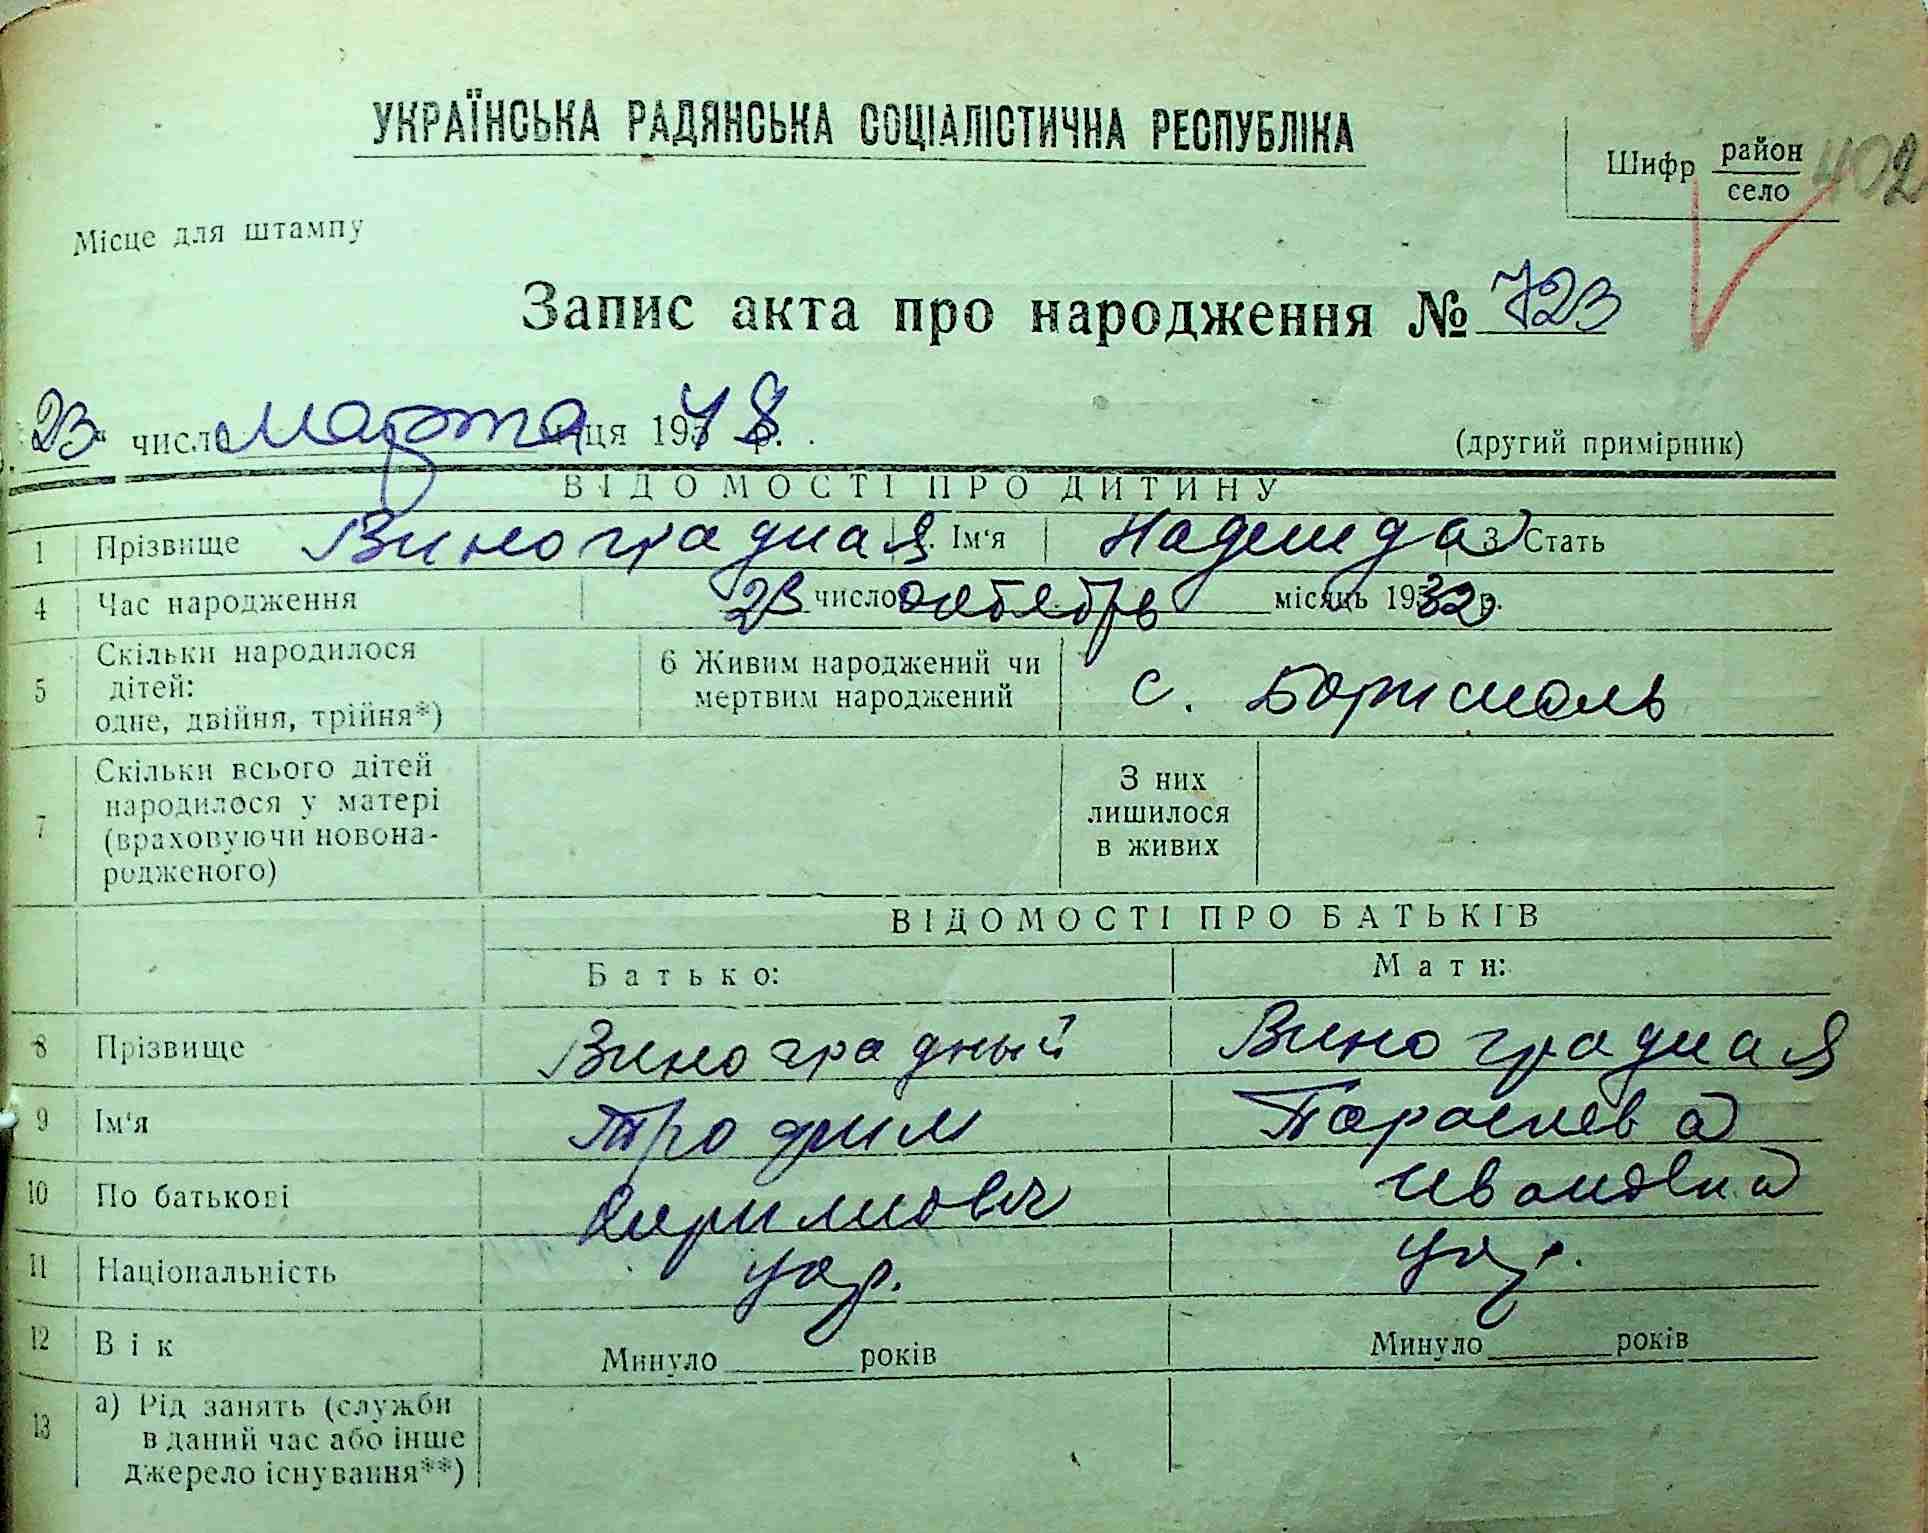 УКРАЇНСЬКА РАДЯНСЬКА СОЦІАЛІСТИЧНА РЕСПУБЛІКА
Шифр район
село
402
Місце для штампу
Запис акта про народження № 723
23 " число марта 1948 р.
(другий примірник)
ВІДОМОСТІ ПРО ДИТИНУ
1 Прізвище Виноградная Ім'я Надежда 3 Стать
4 Час народження 23 число октябрь місяць 1932 р.
5 Скільки народилося дітей: одне, двійня, трійня*)
6 Живим народжений чи мертвим народжений с. Борисполь
7 Скільки всього дітей народилося у матері (враховуючи новона-родженого)
З них лишилося в живих
ВІДОМОСТІ ПРО БАТЬКІВ
Батько: Мати:
8 Прізвище Виноградный Виноградная
9 Ім'я Трофим Параскева
10 По батькові Ивановна
11 Національність укр. укр.
12 Вік Минуло років Минуло років
13 а) Рід занять (служби в даний час або інше джерело існування**)